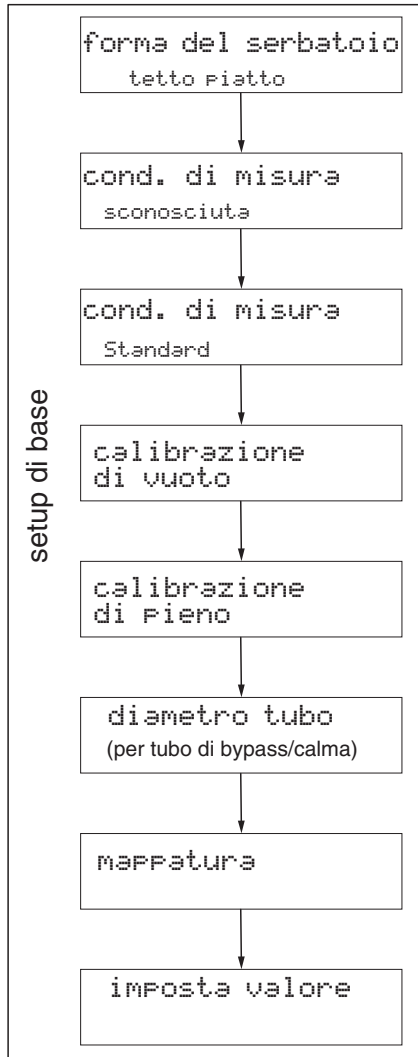 forma del serbatoio
tetto piatto
cond. di misura
sconosciuta
cond. di misura
Standard
setup di base
calibrazione
di vuoto
calibrazione
di pieno
diametro tubo
(per tubo di bypass/calma)
mappatura
imposta valore